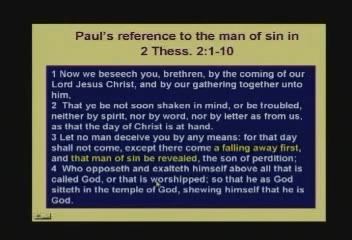 Paul's reference to the man of sin in
2 Thess. 2:1-10
1 Now we beseech you, brethren, by the coming of our
Lord Jesus Christ, and by our gathering together unto
him,
2 That ye be not soon shaken in mind, or be troubled,
neither by spirit, nor by word, nor by letter as from us,
as that the day of Christ is at hand.
3 Let no man deceive you by any means: for that day
shall not come, except there come a falling away first,
and that man of sin be revealed, the son of perdition;
4 Who opposeth and exalteth himself above all that is
called God, or that is worshipped; so that he as God
sitteth in the temple of God, shewing himself that he is
God.